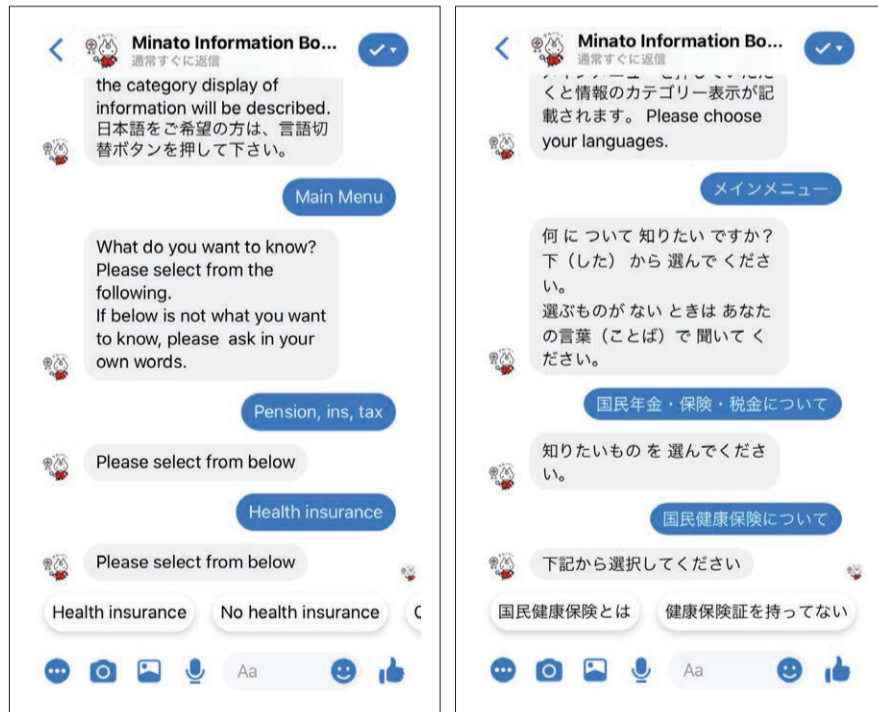 Minato Information Bo...
通常すぐに返信
the category display of
information will be described.
日本語をご希望の方は、言語切
替ボタンを押して下さい。
Main Menu
What do you want to know?
Please select from the
following.
If below is not what you want
to know, please ask in your
own words.
Pension, ins, tax
Please select from below
Health insurance
Please select from below
Health insurance
No health insurance
Aa
Minato Information Bo...
通常すぐに返信
くと情報のカテゴリー表示が記
載されます。 Please choose
your languages.
メインメニュー
何 に ついて 知りたい ですか？
下（した） から 選んで くださ
い。
選ぶものが ない ときは あなた
の言葉（ことば）で 聞いて く
ださい。
国民年金・保険・税金について
知りたいもの を 選んでくださ
い。
国民健康保険について
下記から選択してください
国民健康保険とは
健康保険証を持ってない
Aa